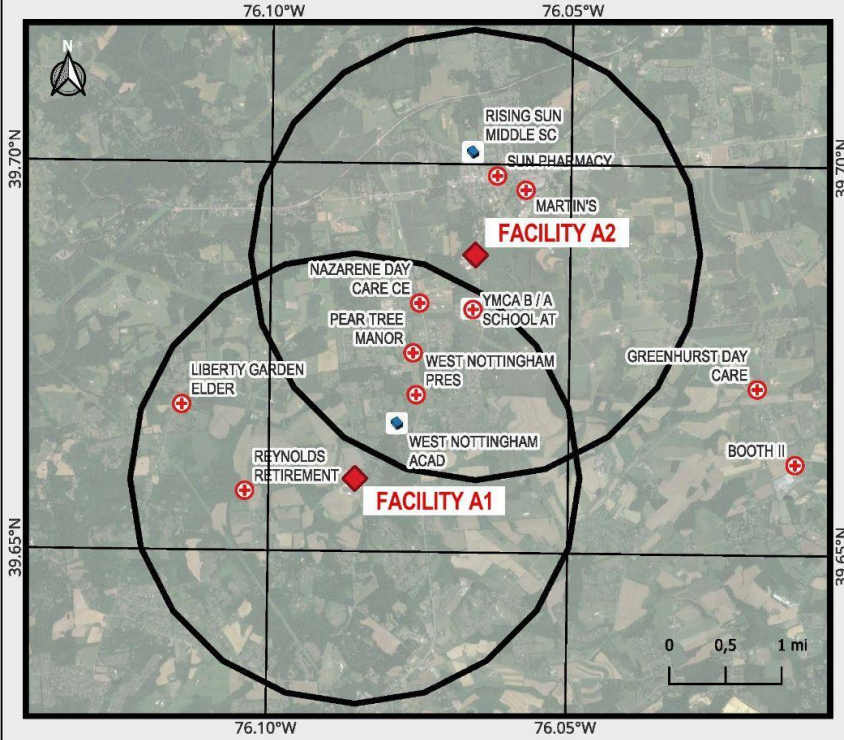 76.10°W
76.05°W
N
39.70°N
39.70°N
RISING SUN
MIDDLE SC
SUN PHARMACY
MARTIN'S
FACILITY A2
NAZARENE DAY
CARE CE
YMCA B / A
SCHOOL AT
PEAR TREE
MANOR
WEST NOTTINGHAM
PRES
GREENHURST DAY
CARE
LIBERTY GARDEN
ELDER
WEST NOTTINGHAM
ACAD
BOOTH II
REYNOLDS
RETIREMENT
FACILITY A1
39.65°N
39.65°N
0 0,5 1 mi
76.10°W
76.05°W